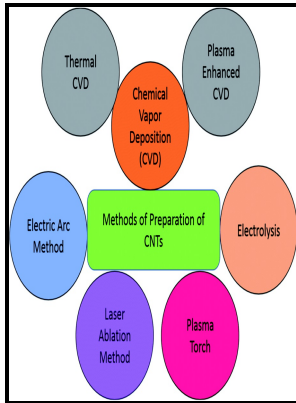 Thermal
CVD
Plasma
Enhanced
CVD
Chemical
Vapor
Deposition
(CVD)
Electric Arc
Method
Methods of Preparation of
CNTs
Electrolysis
Laser
Ablation
Method
Plasma
Torch